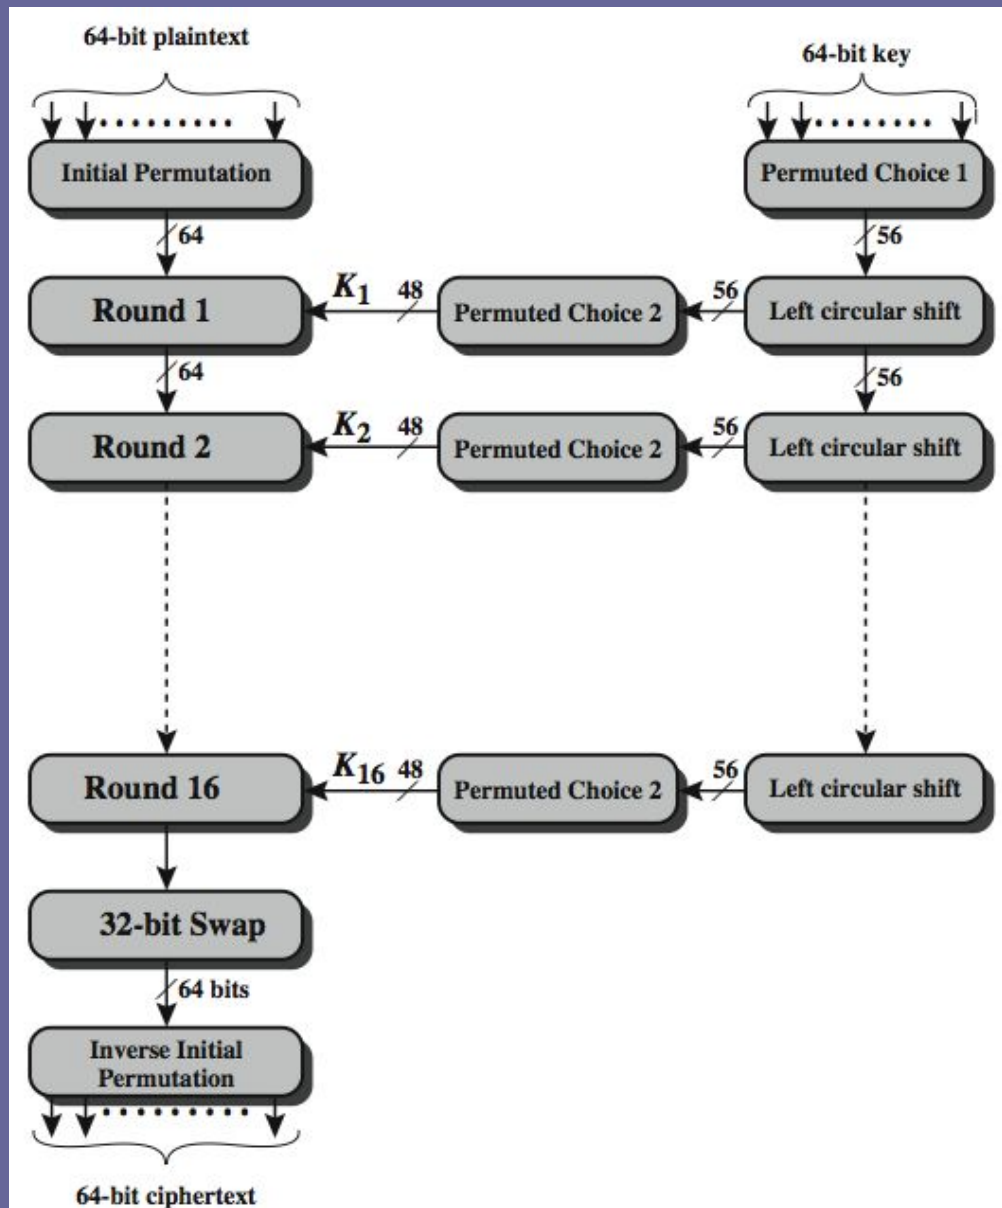 64-bit plaintext
64-bit key
Initial Permutation
Permuted Choice 1
64
56
Round 1
K1
48
Permuted Choice 2
56
Left circular shift
64
56
Round 2
K2
48
Permuted Choice 2
56
Left circular shift
Round 16
K16
48
Permuted Choice 2
56
Left circular shift
32-bit Swap
64 bits
Inverse Initial
Permutation
64-bit ciphertext